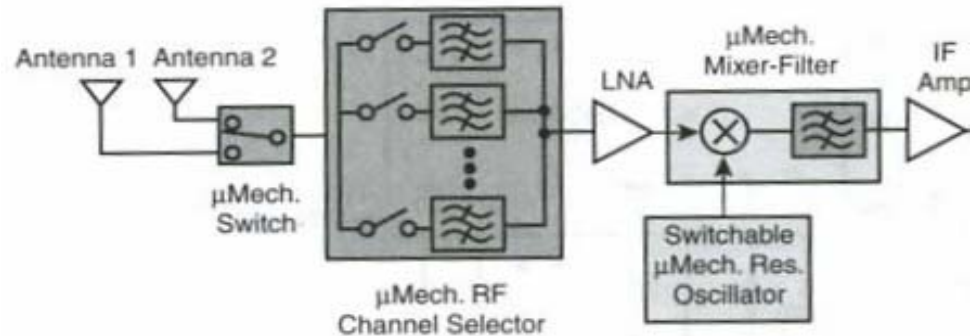 Antenna 1 Antenna 2
μMech.
Switch
μMech. RF
Channel Selector
LNA
μMech.
Mixer-Filter
Switchable
μMech. Res.
Oscillator
IF
Amp